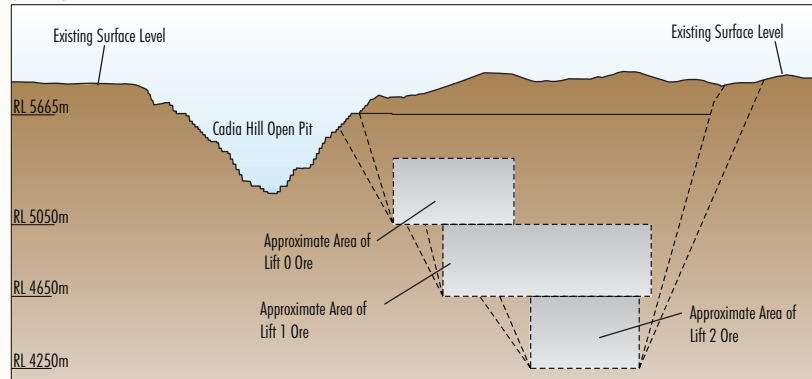 Existing Surface Level
Existing Surface Level
RL 5665m
Cadia Hill Open Pit
RL 5050m
Approximate Area of
Lift 0 Ore
RL 4650m
Approximate Area of
Lift 1 Ore
Approximate Area of
Lift 2 Ore
RL 4250m